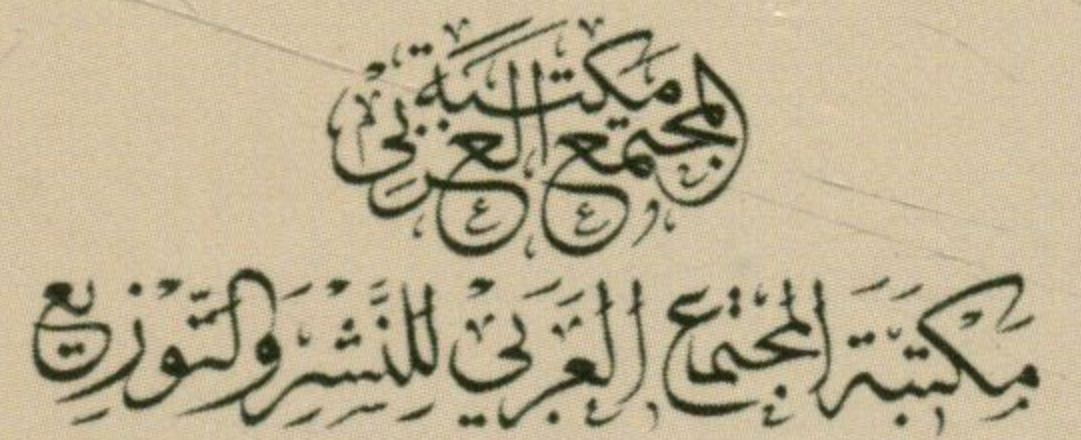 مكتبة
المجتمع العربي
مكتبة المجتمع العربي للنشر والتوزيع